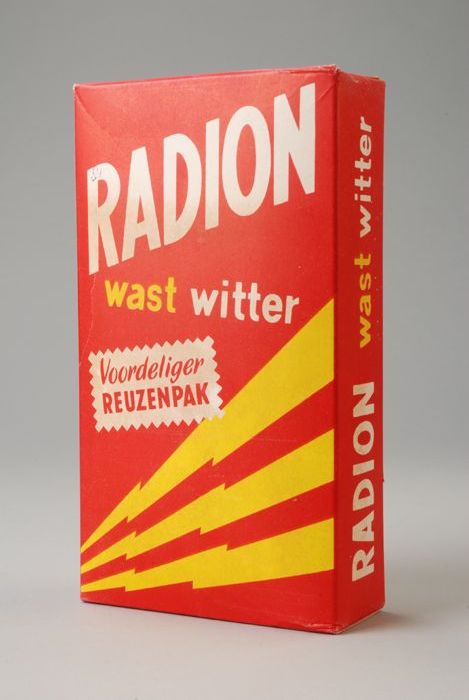 RADION
wast witter
Voordeliger
REUZENPAK
RADION wast witter